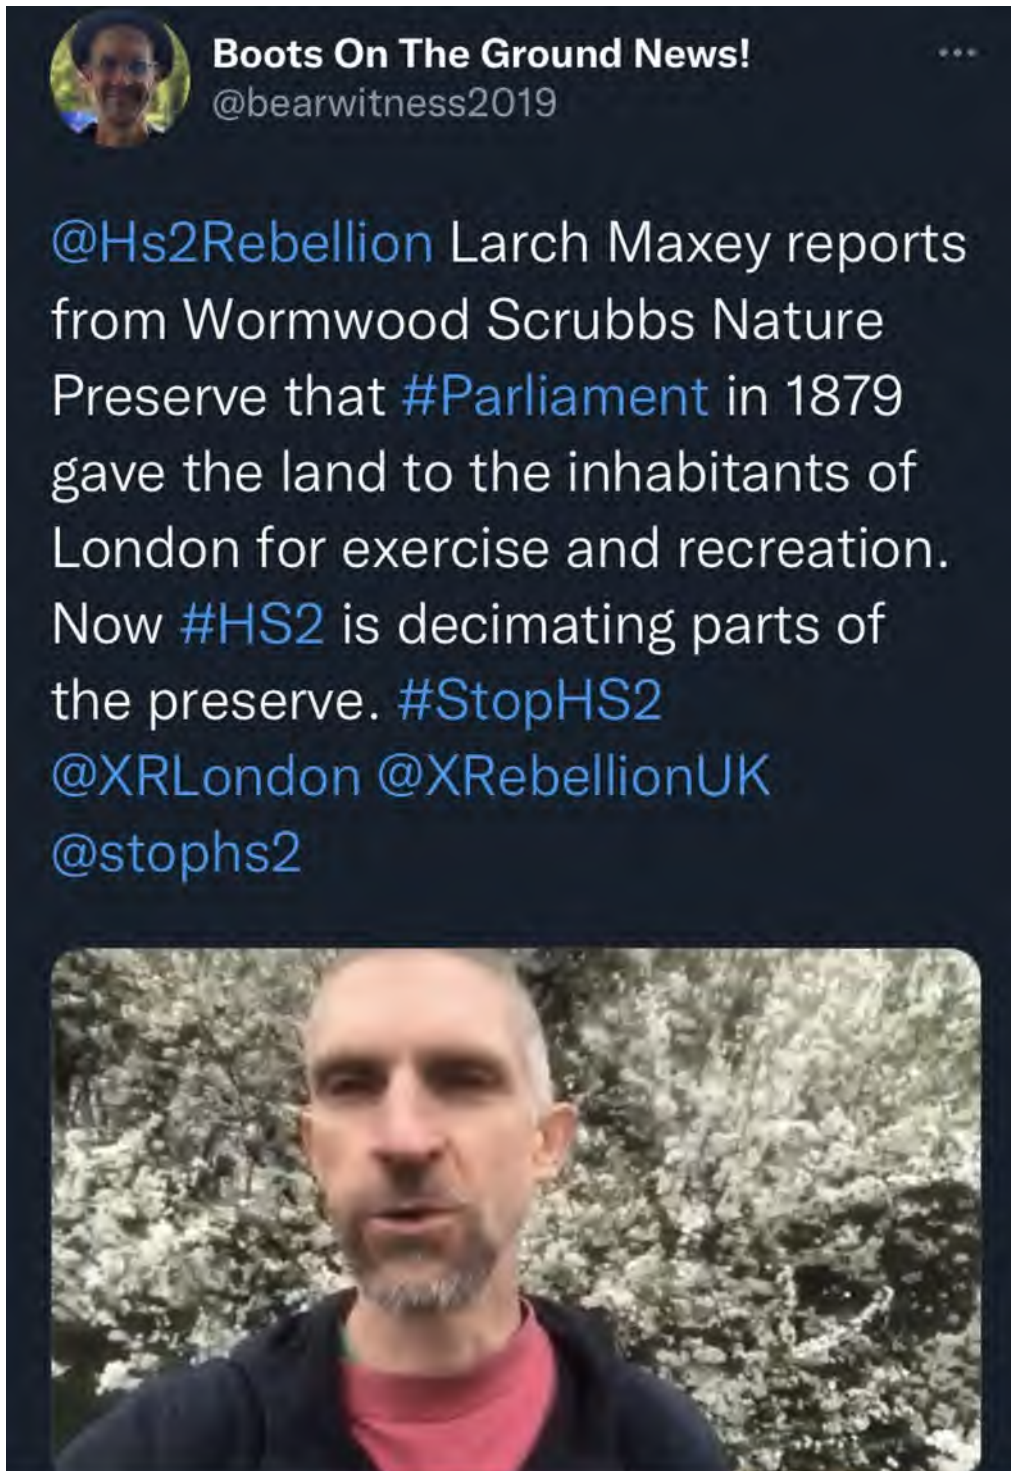 Boots On The Ground News!
@bearwitness2019
@Hs2Rebellion Larch Maxey reports
from Wormwood Scrubbs Nature
Preserve that #Parliament in 1879
gave the land to the inhabitants of
London for exercise and recreation.
Now #HS2 is decimating parts of
the preserve. #StopHS2
@XRLondon @XRebellionUK
@stophs2